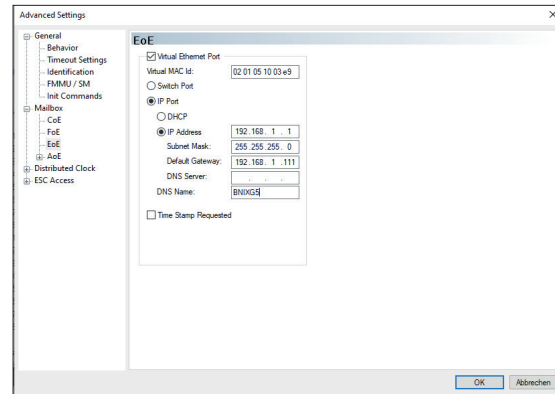 Advanced Settings
General
Behavior
Timeout Settings
Identification
FMMU / SM
Init Commands
Mailbox
CoE
FoE
EoE
AoE
Distributed Clock
ESC Access
EoE
Virtual Ethernet Port
Virtual MAC Id: 02 01 05 10 03 e9
Switch Port
IP Port
DHCP
IP Address 192.168. 1 . 1
Subnet Mask: 255.255.255. 0
Default Gateway: 192.168. 1 .111
DNS Server: . . .
DNS Name: BNIXG5
Time Stamp Requested
OK Abbrechen